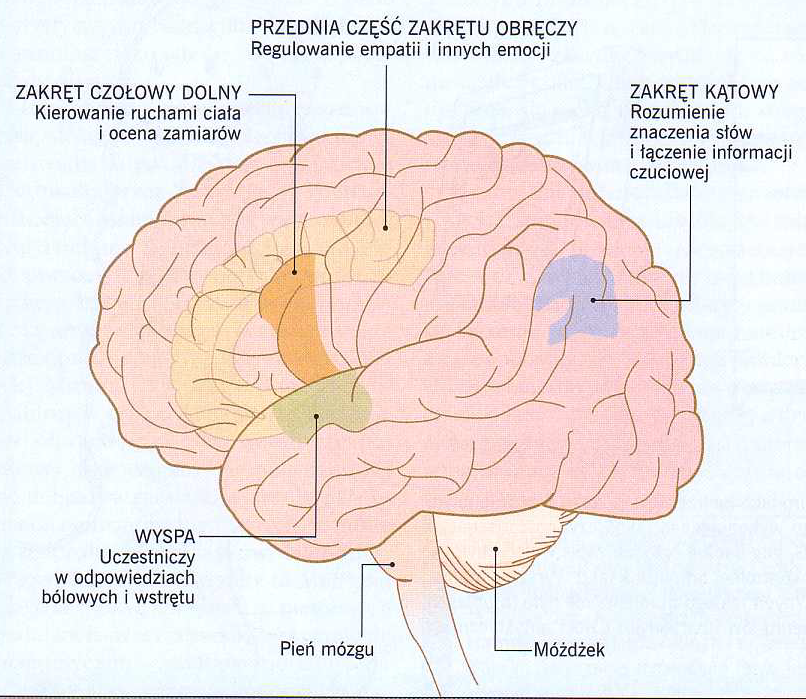 PRZEDNIA CZĘŚĆ ZAKRĘTU OBRĘCZY
Regulowanie empatii i innych emocji
ZAKRĘT CZOŁOWY DOLNY
Kierowanie ruchami ciała
i ocena zamiarów
ZAKRĘT KĄTOWY
Rozumienie
znaczenia słów
i łączenie informacji
czuciowej
WYSPA
Uczestniczy
w odpowiedziach
bólowych i wstrętu
Pień mózgu
Móżdżek